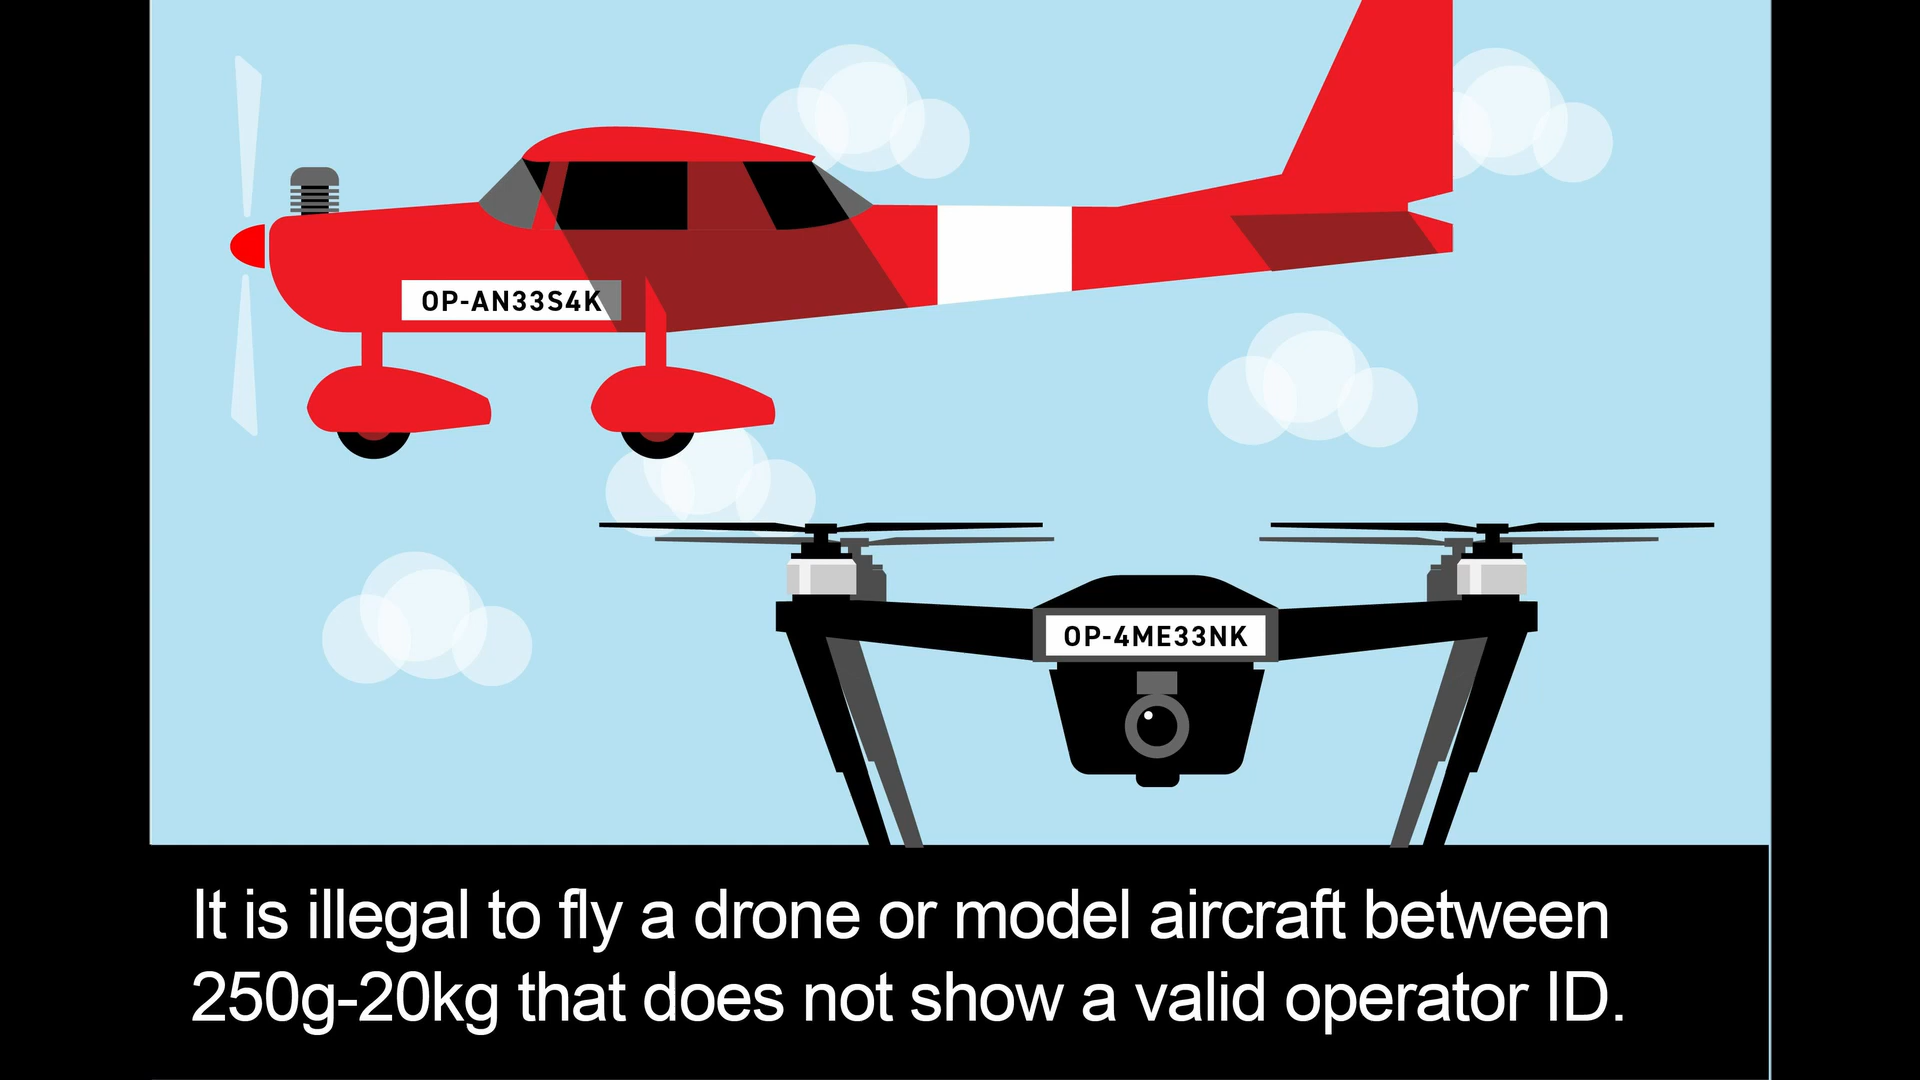 OP-AN33S4K
OP-4ME33NK
It is illegal to fly a drone or model aircraft between
250g-20kg that does not show a valid operator ID.